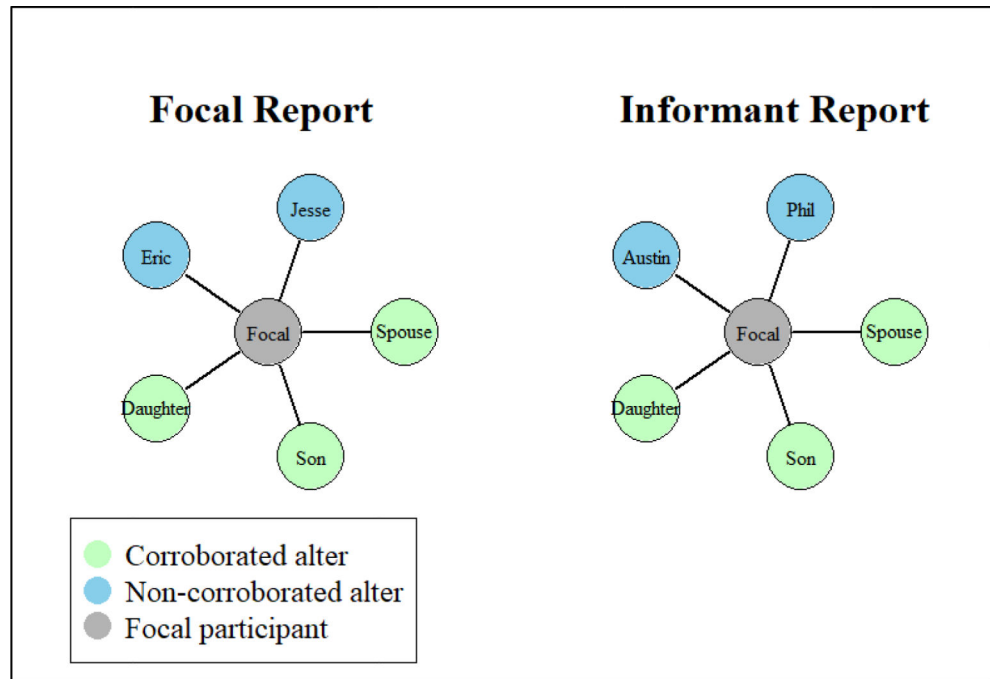 Focal Report
Informant Report
Jesse
Eric
Focal
Spouse
Daughter
Son
Phil
Austin
Focal
Spouse
Daughter
Son
Corroborated alter
Non-corroborated alter
Focal participant